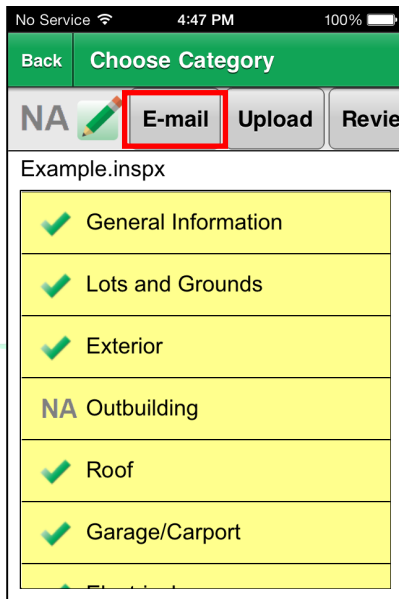 No Service 4:47 PM 100%
Back Choose Category
NA E-mail Upload Revie
Example.inspx
General Information
Lots and Grounds
Exterior
NA Outbuilding
Roof
Garage/Carport